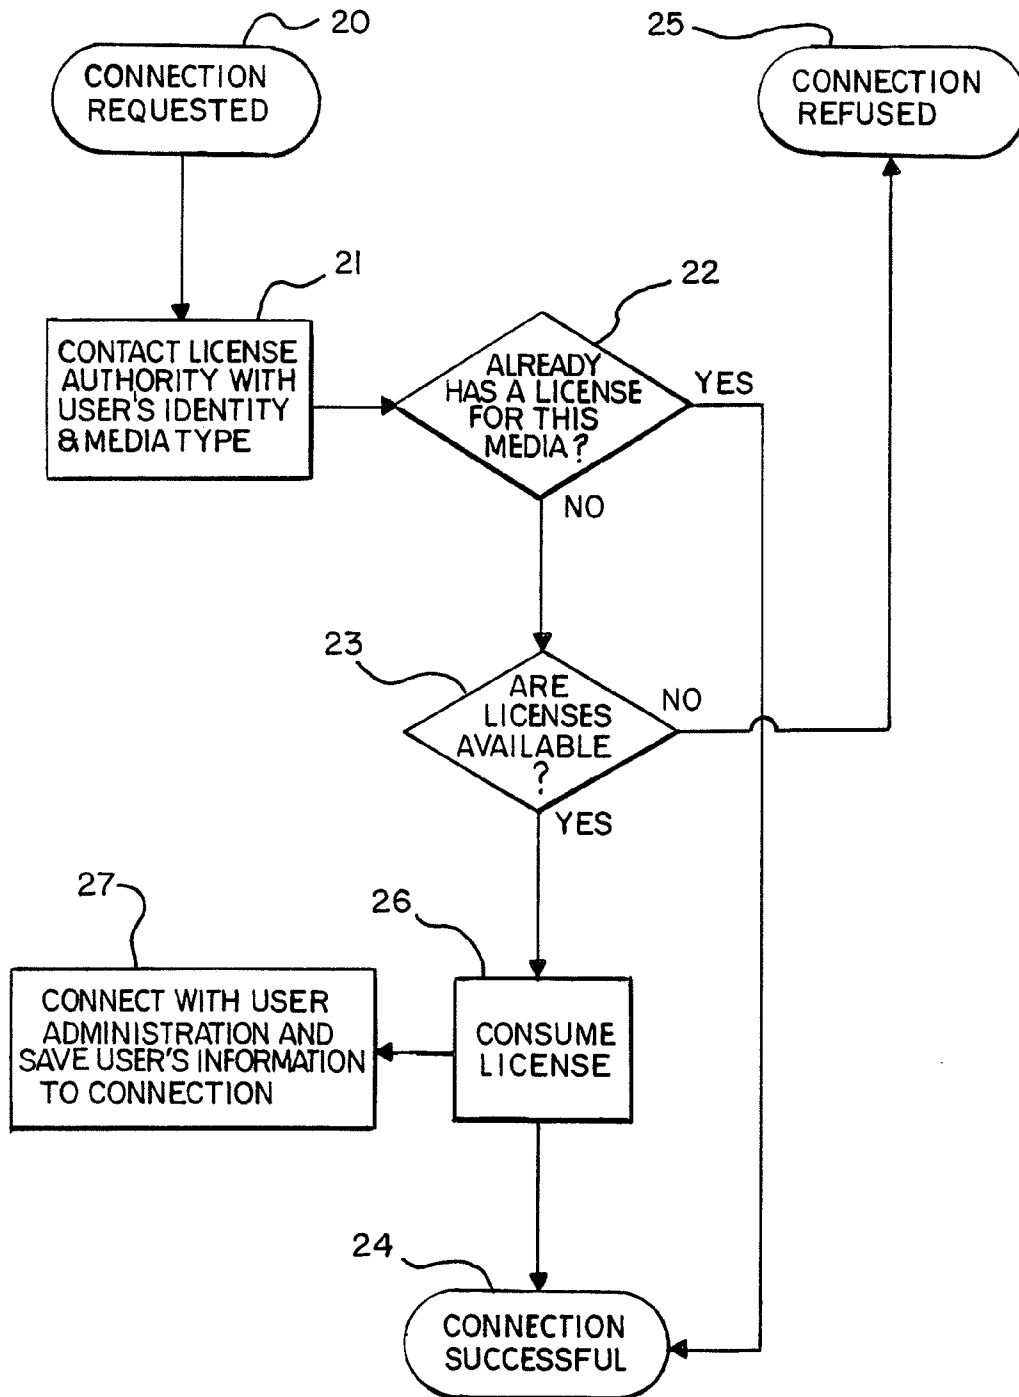 20
CONNECTION
REQUESTED
25
CONNECTION
REFUSED
21
CONTACT LICENSE
AUTHORITY WITH
USER'S IDENTITY
& MEDIA TYPE
22
ALREADY
HAS A LICENSE
FOR THIS
MEDIA?
YES
NO
23
ARE
LICENSES
AVAILABLE
?
NO
YES
27
CONNECT WITH USER
ADMINISTRATION AND
SAVE USER'S INFORMATION
TO CONNECTION
26
CONSUME
LICENSE
24
CONNECTION
SUCCESSFUL